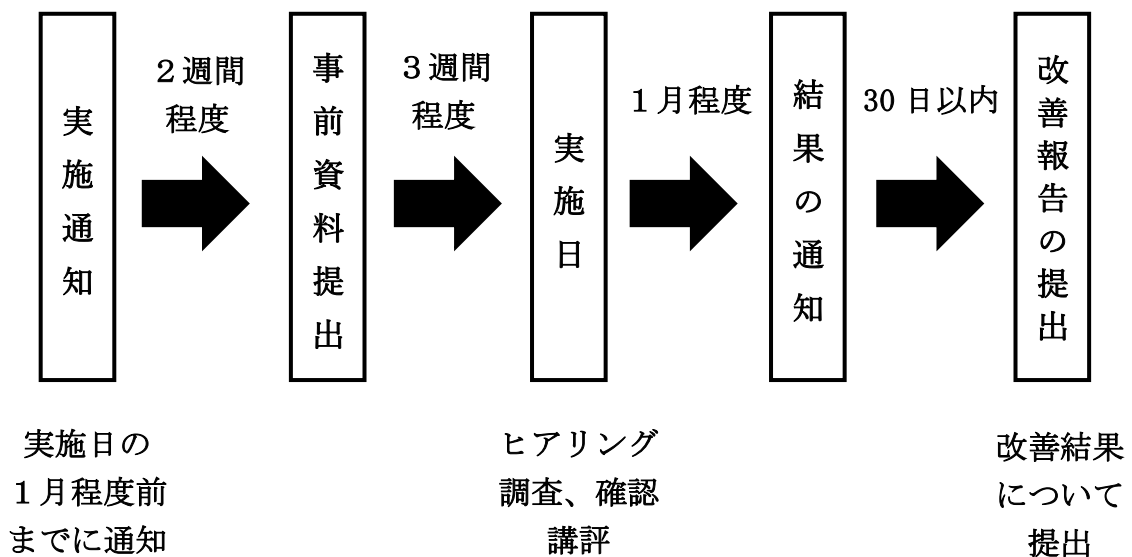 実施通知
２週間
程度
事前資料提出
３週間
程度
実施日
１月程度
結果の通知
30日以内
改善報告の提出
実施日の
１月程度前
までに通知
ヒアリング
調査、確認
講評
改善結果
について
提出